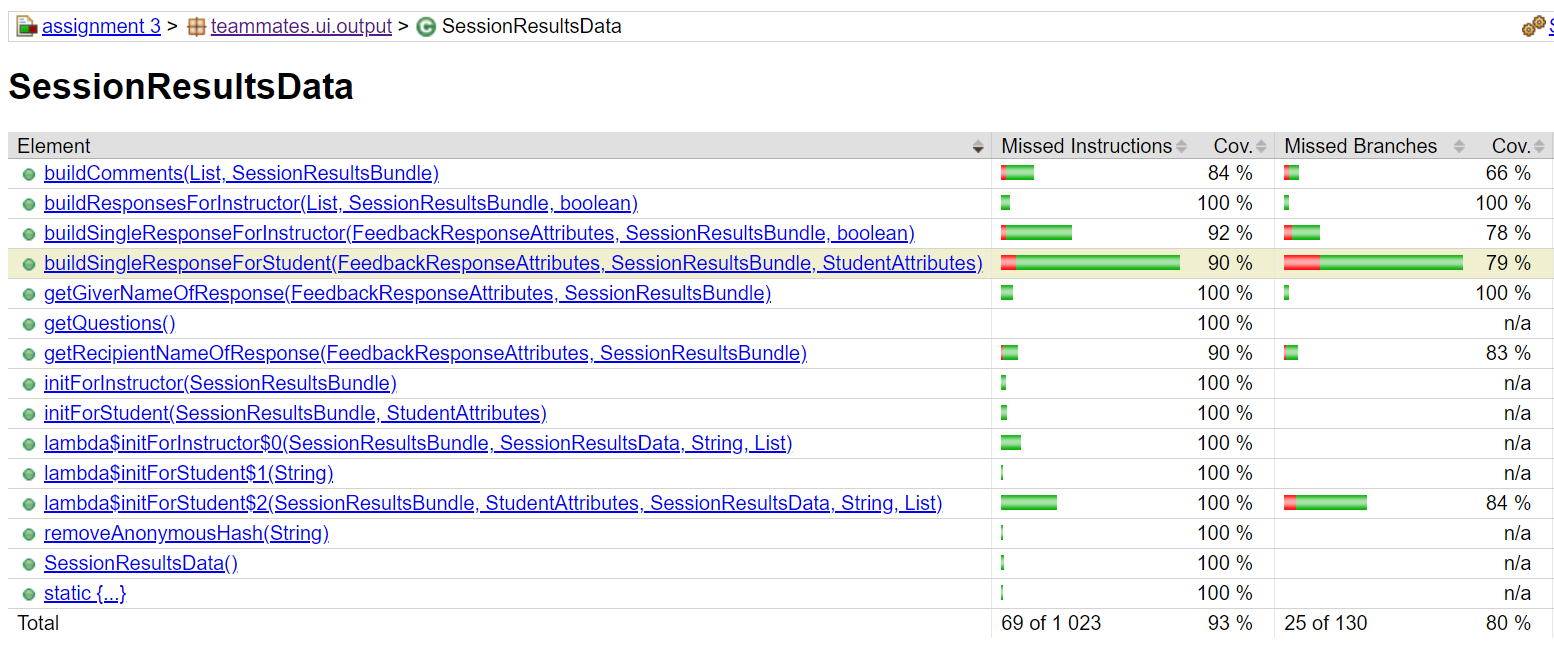 assignment 3 > teammates.ui.output > SessionResultsData
SessionResultsData
Element Missed Instructions Cov. Missed Branches Cov.
buildComments(List, SessionResultsBundle) 84 % 66 %
buildResponsesForInstructor(List, SessionResultsBundle, boolean) 100 % 100 %
buildSingleResponseForInstructor(FeedbackResponseAttributes, SessionResultsBundle, boolean) 92 % 78 %
buildSingleResponseForStudent(FeedbackResponseAttributes, SessionResultsBundle, StudentAttributes) 90 % 79 %
getGiverNameOfResponse(FeedbackResponseAttributes, SessionResultsBundle) 100 % 100 %
getQuestions() 100 % n/a
getRecipientNameOfResponse(FeedbackResponseAttributes, SessionResultsBundle) 90 % 83 %
initForInstructor(SessionResultsBundle) 100 % n/a
initForStudent(SessionResultsBundle, StudentAttributes) 100 % n/a
lambda$initForInstructor$0(SessionResultsBundle, SessionResultsData, String, List) 100 % n/a
lambda$initForStudent$1(String) 100 % n/a
lambda$initForStudent$2(SessionResultsBundle, StudentAttributes, SessionResultsData, String, List) 100 % 84 %
removeAnonymousHash(String) 100 % n/a
SessionResultsData() 100 % n/a
static {...} 100 % n/a
Total 69 of 1 023 93 % 25 of 130 80 %